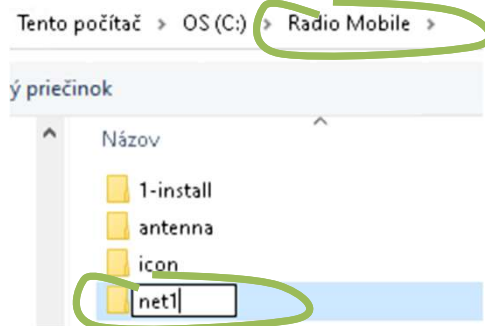 Tento počítač > OS (C:) > Radio Mobile >
ý priečinok
Názov
1-install
antenna
icon
net1